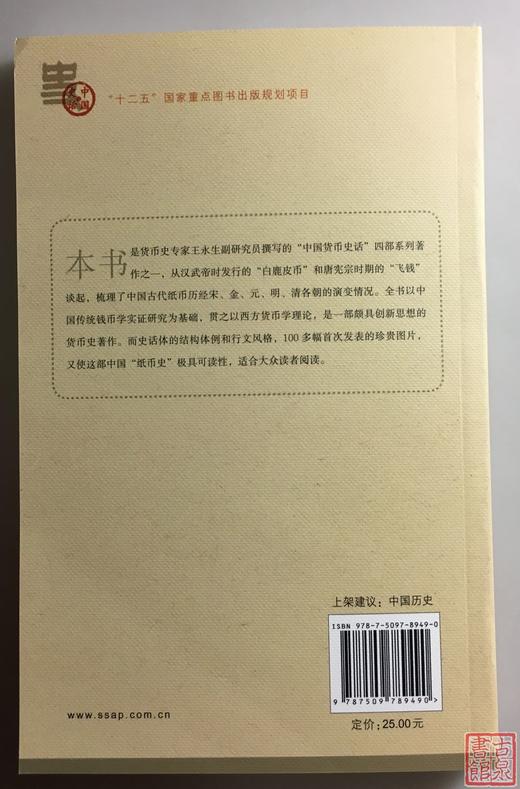 史
中国
史话
“十二五”国家重点图书出版规划项目
本书是货币史专家王永生副研究员撰写的“中国货币史话”四部系列著
作之一，从汉武帝时发行的“白鹿皮币”和唐宪宗时期的“飞钱”
谈起，梳理了中国古代纸币历经宋、金、元、明、清各朝的演变情况。全书以中
国传统钱币学实证研究为基础，贯之以西方货币学理论，是一部颇具创新思想的
货币史著作。而史话体的结构体例和行文风格，100多幅首次发表的珍贵图片，
又使这部中国“纸币史”极具可读性，适合大众读者阅读。
上架建议：中国历史
ISBN 978-7-5097-8949-0
9 787509 789490>
www.ssap.com.cn
定价：25.00元
古泉
書館